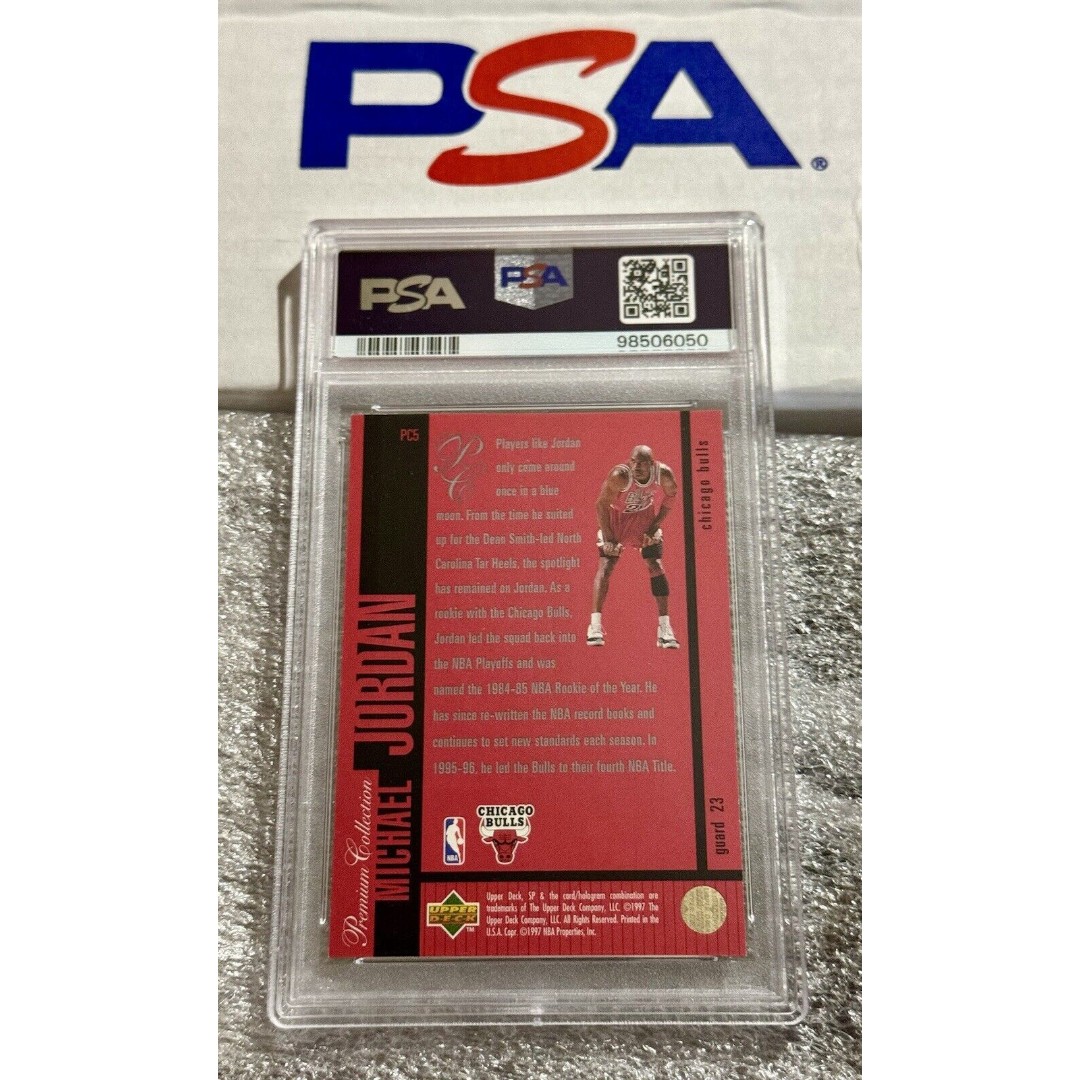 PSA®
PSA
PSA
98506050
PC5
PC
Players like Jordan
only come around
once in a blue
moon. From the time he suited
up for the Dean Smith-led North
Carolina Tar Heels, the spotlight
has remained on Jordan. As a
rookie with the Chicago Bulls,
Jordan led the squad back into
the NBA Playoffs and was
named the 1984-85 NBA Rookie of the Year. He
has since re-written the NBA record books and
continues to set new standards each season. In
1995-96, he led the Bulls to their fourth NBA Title.
chicago bulls
guard 23
Premium Collection
MICHAEL JORDAN
NBA
CHICAGO
BULLS
UPPER
DECK
TM
Upper Deck, SP & the card/hologram combination are
trademarks of The Upper Deck Company, LLC. ©1997 The
Upper Deck Company, LLC. All Rights Reserved. Printed in the
U.S.A. Copr. ©1997 NBA Properties, Inc.